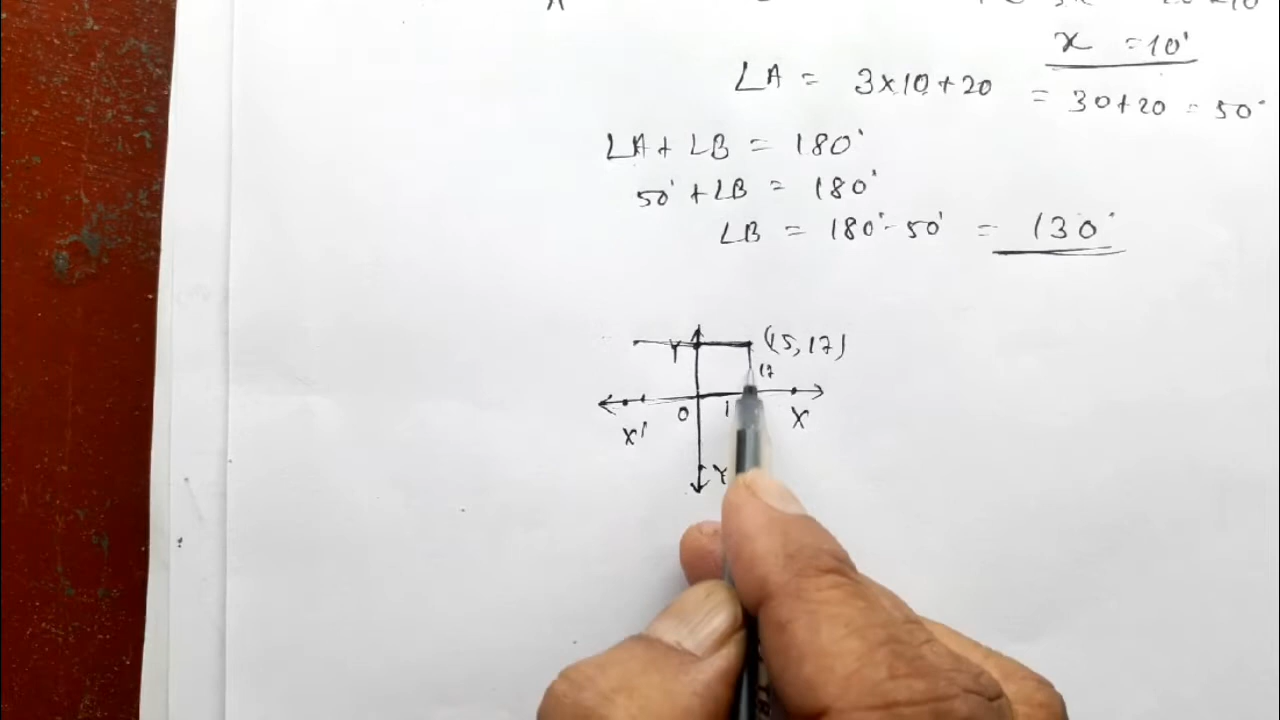 x = 10°
∠A = 3×10+20 = 30+20 = 50°
∠A + ∠B = 180°
50° + ∠B = 180°
∠B = 180° - 50° = 130°
Y (15, 17)
17
0 1 X
X'
Y